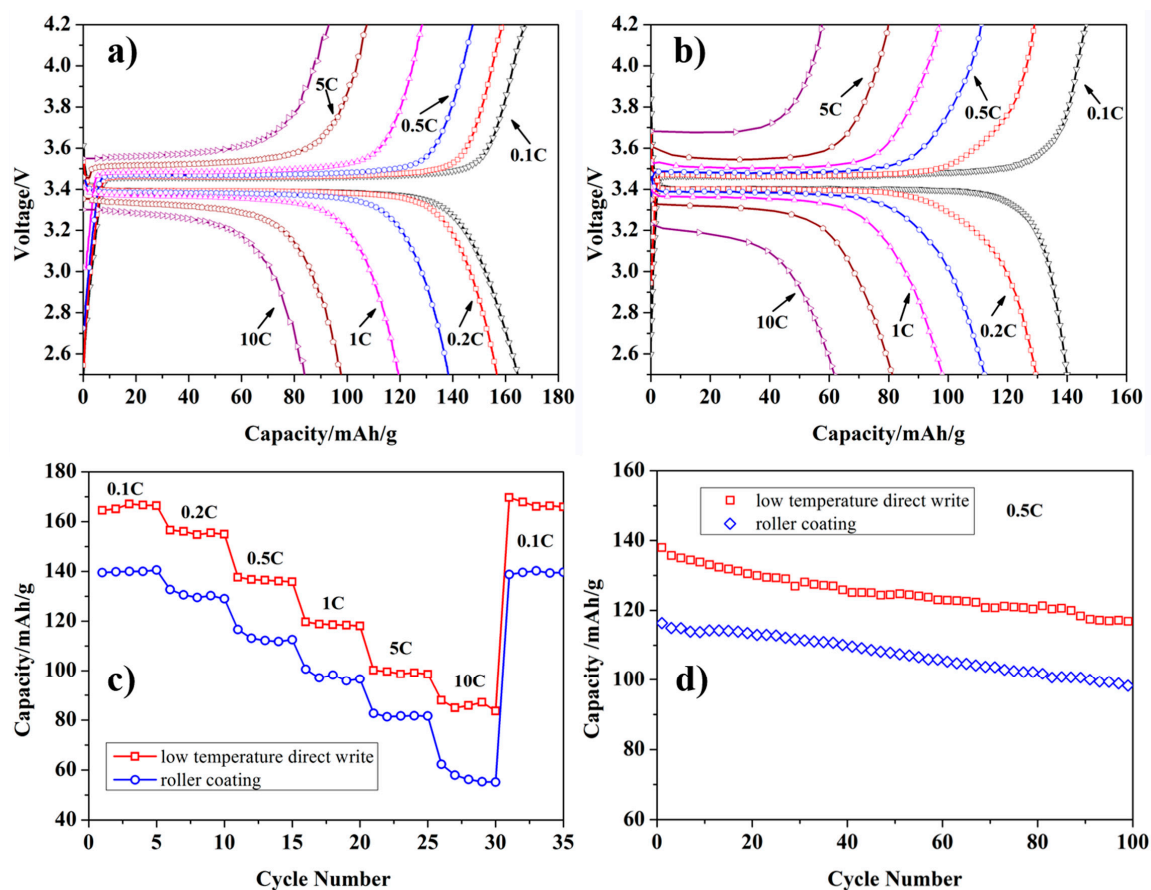 a)
4.2
4.0
3.8
3.6
3.4
3.2
3.0
2.8
2.6
Voltage/V
5C
0.5C
0.1C
10C
1C
0.2C
0 20 40 60 80 100 120 140 160 180
Capacity/mAh/g
b)
4.2
4.0
3.8
3.6
3.4
3.2
3.0
2.8
2.6
Voltage/V
5C
0.5C
0.1C
10C
1C
0.2C
0 20 40 60 80 100 120 140 160
Capacity/mAh/g
180
160
140
120
100
80
60
40
Capacity/mAh/g
0.1C
0.2C
0.5C
1C
5C
10C
0.1C
c)
low temperature direct write
roller coating
0 5 10 15 20 25 30 35
Cycle Number
160
140
120
100
80
60
Capacity /mAh/g
low temperature direct write
roller coating
0.5C
d)
0 20 40 60 80 100
Cycle Number